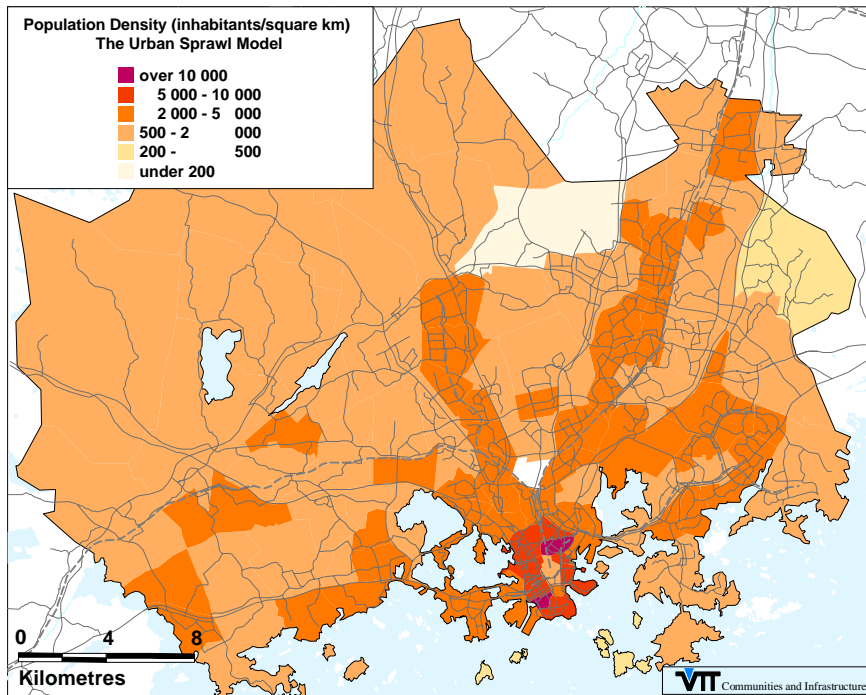 Population Density (inhabitants/square km)
The Urban Sprawl Model
over 10 000
5 000 - 10 000
2 000 - 5 000
500 - 2 000
200 - 500
under 200
0 4 8
Kilometres
VTT Communities and Infrastructure